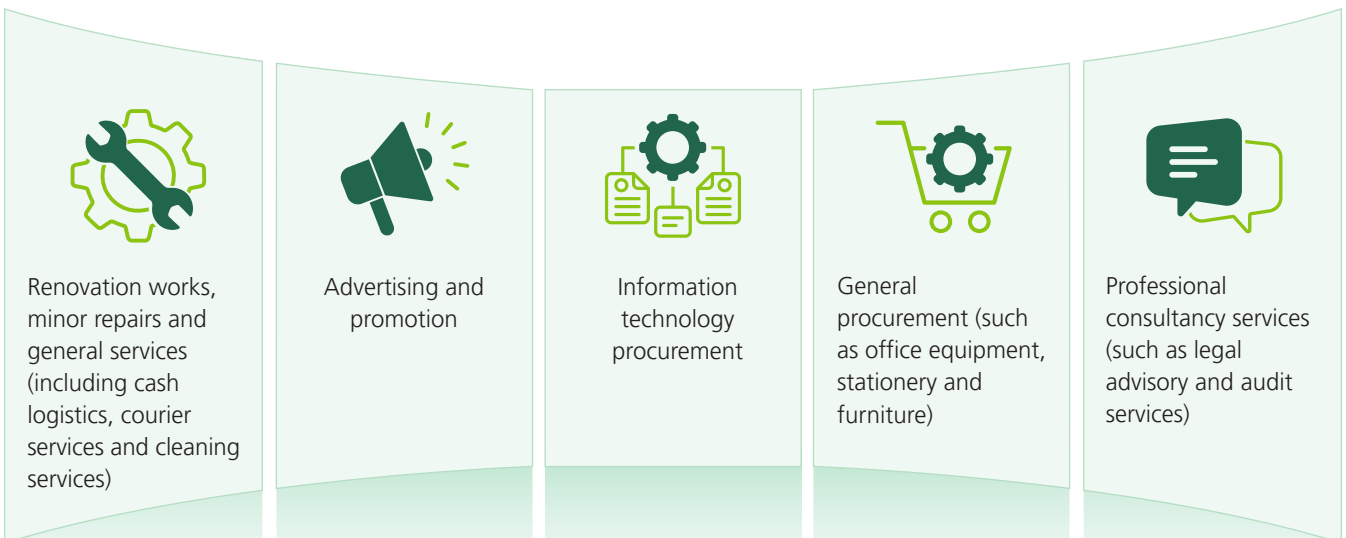 Renovation works,
minor repairs and
general services
(including cash
logistics, courier
services and cleaning
services)
Advertising and
promotion
Information
technology
procurement
General
procurement (such
as office equipment,
stationery and
furniture)
Professional
consultancy services
(such as legal
advisory and audit
services)